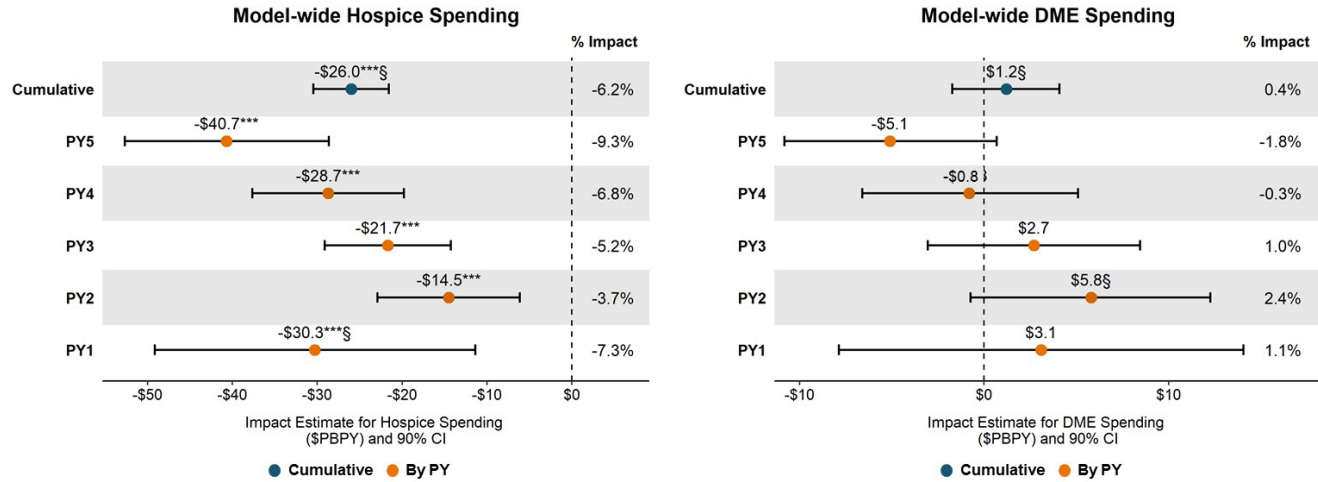 Model-wide Hospice Spending
% Impact
Cumulative -$26.0***§ -6.2%
PY5 -$40.7*** -9.3%
PY4 -$28.7*** -6.8%
PY3 -$21.7*** -5.2%
PY2 -$14.5*** -3.7%
PY1 -$30.3***§ -7.3%
-$50 -$40 -$30 -$20 -$10 $0
Impact Estimate for Hospice Spending
($PBPY) and 90% CI
Cumulative By PY
Model-wide DME Spending
% Impact
Cumulative $1.2§ 0.4%
PY5 -$5.1 -1.8%
PY4 -$0.8§ -0.3%
PY3 $2.7 1.0%
PY2 $5.8§ 2.4%
PY1 $3.1 1.1%
-$10 $0 $10
Impact Estimate for DME Spending
($PBPY) and 90% CI
Cumulative By PY